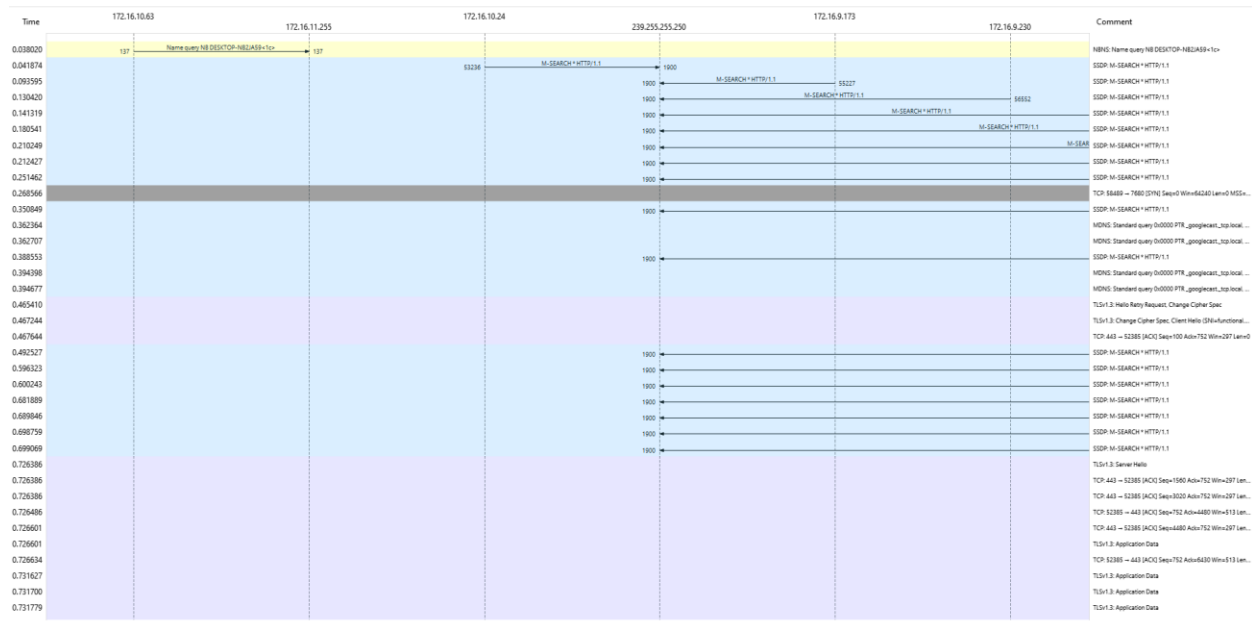 Time 172.16.10.63 172.16.11.255 172.16.10.24 239.255.255.250 172.16.9.173 172.16.9.230 Comment
0.038020 137 Name query NB 137 NBNS: Name query NB
0.041874 53236 M-SEARCH * HTTP/1.1 1900 SSDP: M-SEARCH * HTTP/1.1
0.093595 1900 M-SEARCH * HTTP/1.1 55227 SSDP: M-SEARCH * HTTP/1.1
0.130420 1900 M-SEARCH * HTTP/1.1 56552 SSDP: M-SEARCH * HTTP/1.1
0.141319 1900 M-SEARCH * HTTP/1.1 SSDP: M-SEARCH * HTTP/1.1
0.180541 1900 M-SEARCH * HTTP/1.1 SSDP: M-SEARCH * HTTP/1.1
0.210249 1900 M-SEAR SSDP: M-SEARCH * HTTP/1.1
0.212427 1900 SSDP: M-SEARCH * HTTP/1.1
0.251462 1900 SSDP: M-SEARCH * HTTP/1.1
0.268566 TCP: 58489 → 7680 [SYN] Seq=0 Win=64240 Len=0 MSS=...
0.350849 1900 SSDP: M-SEARCH * HTTP/1.1
0.362364 MDNS: Standard query 0x0000 PTR _googlecast._tcp.local, ...
0.362707 MDNS: Standard query 0x0000 PTR _googlecast._tcp.local, ...
0.388553 1900 SSDP: M-SEARCH * HTTP/1.1
0.394398 MDNS: Standard query 0x0000 PTR _googlecast._tcp.local, ...
0.394677 MDNS: Standard query 0x0000 PTR _googlecast._tcp.local, ...
0.465410 TLSv1.3: Hello Retry Request, Change Cipher Spec
0.467244 TLSv1.3: Change Cipher Spec, Client Hello (SNI=functional...
0.467644 TCP: 443 → 52385 [ACK] Seq=100 Ack=752 Win=297 Len=0
0.492527 1900 SSDP: M-SEARCH * HTTP/1.1
0.596323 1900 SSDP: M-SEARCH * HTTP/1.1
0.600243 1900 SSDP: M-SEARCH * HTTP/1.1
0.681889 1900 SSDP: M-SEARCH * HTTP/1.1
0.689846 1900 SSDP: M-SEARCH * HTTP/1.1
0.698759 1900 SSDP: M-SEARCH * HTTP/1.1
0.699069 1900 SSDP: M-SEARCH * HTTP/1.1
0.726386 TLSv1.3: Server Hello
0.726386 TCP: 443 → 52385 [ACK] Seq=1560 Ack=752 Win=297 Len...
0.726386 TCP: 443 → 52385 [ACK] Seq=3020 Ack=752 Win=297 Len...
0.726486 TCP: 52385 → 443 [ACK] Seq=752 Ack=4480 Win=513 Len...
0.726601 TCP: 443 → 52385 [ACK] Seq=4480 Ack=752 Win=297 Len...
0.726601 TLSv1.3: Application Data
0.726634 TCP: 52385 → 443 [ACK] Seq=752 Ack=6430 Win=513 Len...
0.731627 TLSv1.3: Application Data
0.731700 TLSv1.3: Application Data
0.731779 TLSv1.3: Application Data